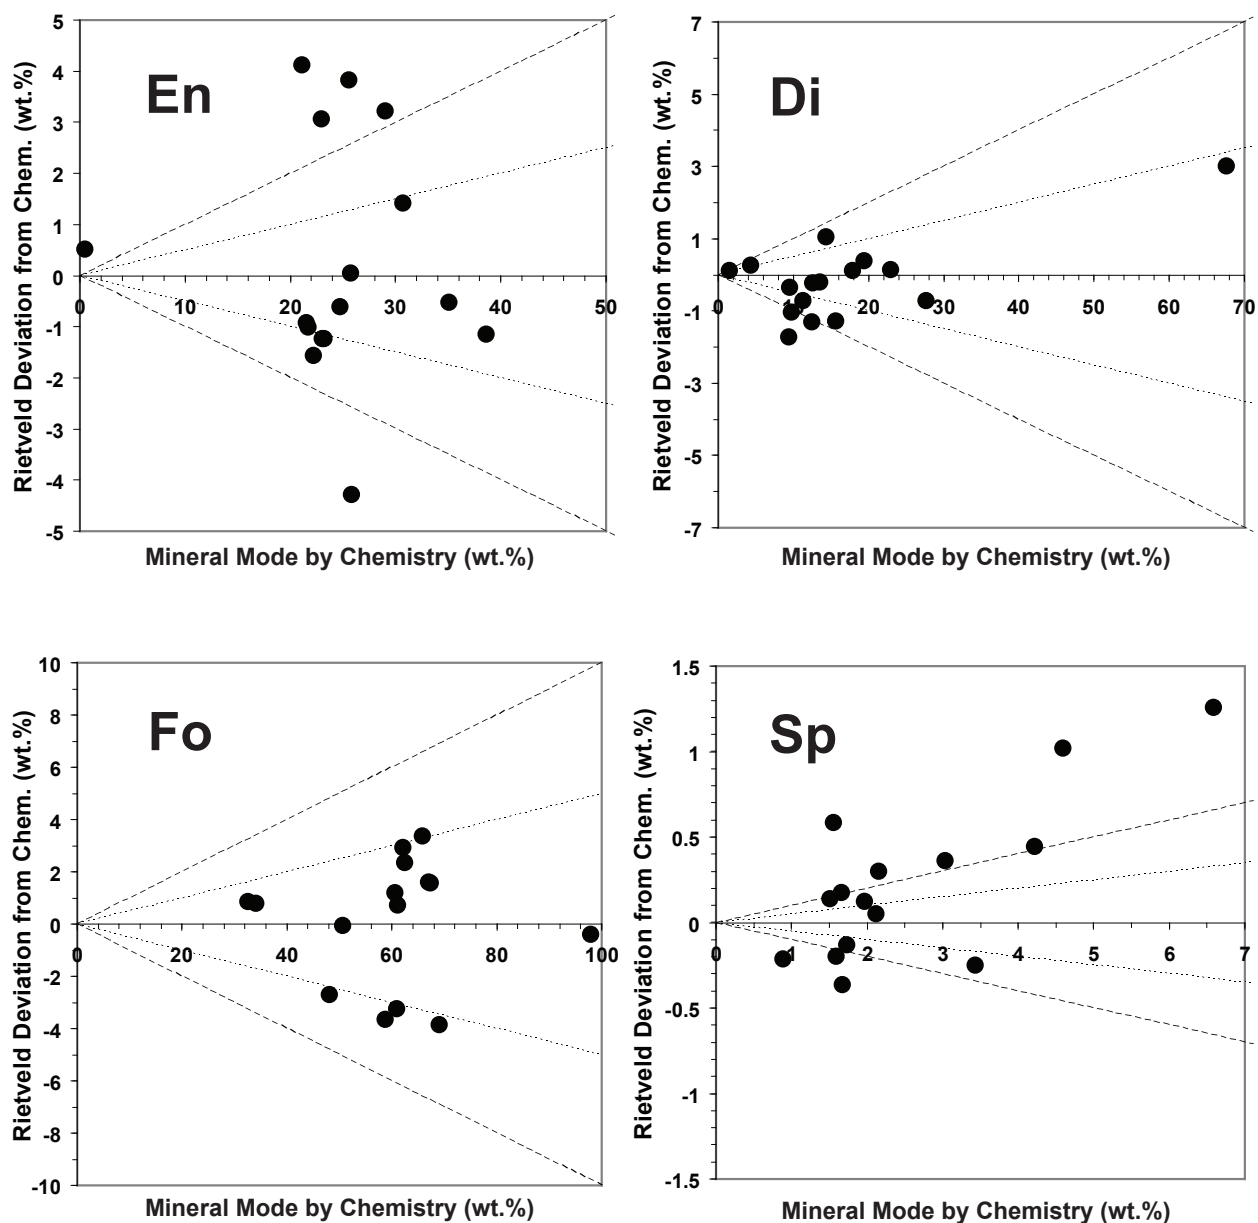 En
Rietveld Deviation from Chem. (wt.%)
5
4
3
2
1
0
-1
-2
-3
-4
-5
0 10 20 30 40 50
Mineral Mode by Chemistry (wt.%)
Di
Rietveld Deviation from Chem. (wt.%)
7
5
3
1
-1
-3
-5
-7
0 10 20 30 40 50 60 70
Mineral Mode by Chemistry (wt.%)
Fo
Rietveld Deviation from Chem. (wt.%)
10
8
6
4
2
0
-2
-4
-6
-8
-10
0 20 40 60 80 100
Mineral Mode by Chemistry (wt.%)
Sp
Rietveld Deviation from Chem. (wt.%)
1.5
1
0.5
0
-0.5
-1
-1.5
0 1 2 3 4 5 6 7
Mineral Mode by Chemistry (wt.%)